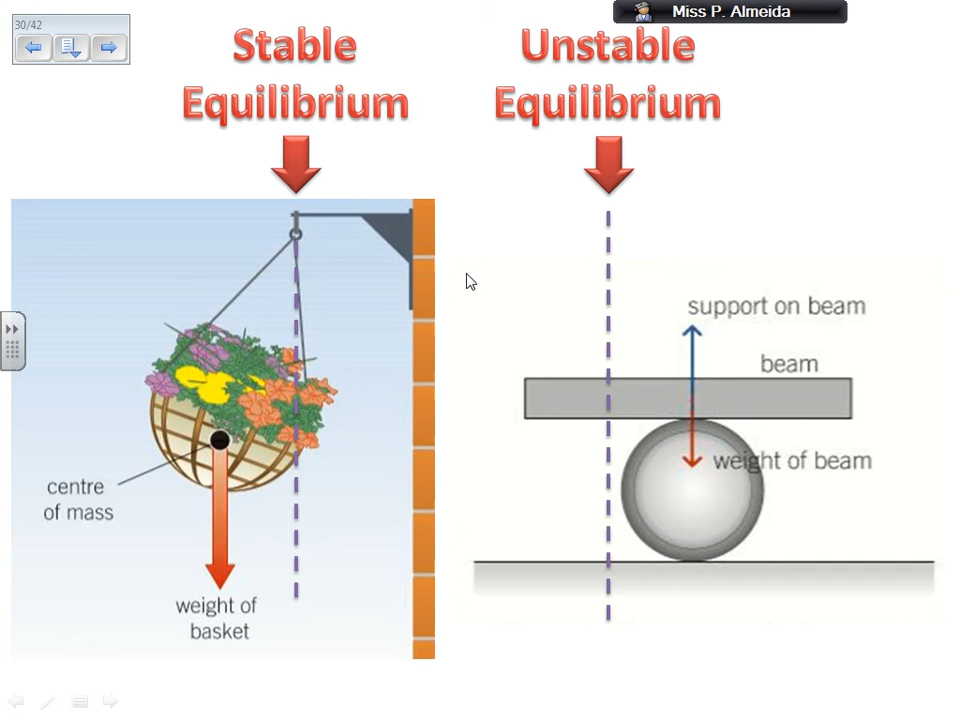 Miss P. Almeida
30/42
Stable
Equilibrium
Unstable
Equilibrium
centre
of mass
weight of
basket
support on beam
beam
weight of beam